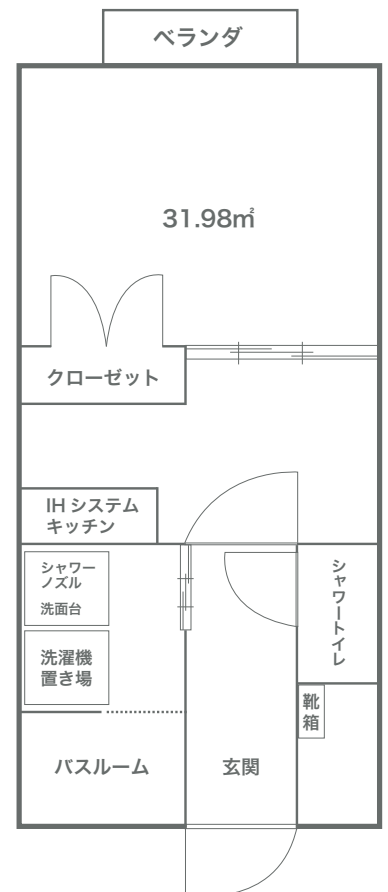 ベランダ
31.98㎡
クローゼット
IHシステム
キッチン
シャワー
ノズル
洗面台
シャワートイレ
洗濯機
置き場
靴
箱
バスルーム
玄関